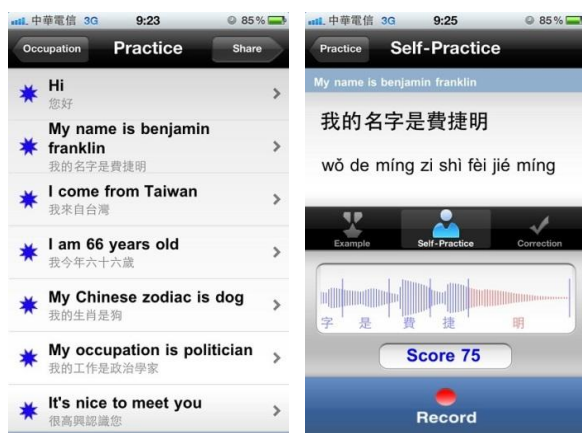 中華電信 3G 9:23 85%
Occupation Practice Share
Hi
您好
My name is benjamin
franklin
我的名字是費捷明
I come from Taiwan
我來自台灣
I am 66 years old
我今年六十六歲
My Chinese zodiac is dog
我的生肖是狗
My occupation is politician
我的工作是政治學家
It's nice to meet you
很高興認識您
中華電信 3G 9:25 85%
Practice Self-Practice
My name is benjamin franklin
我的名字是費捷明
wǒ de míng zi shì fèi jié míng
Example Self-Practice Correction
字 是 費 捷 明
Score 75
Record